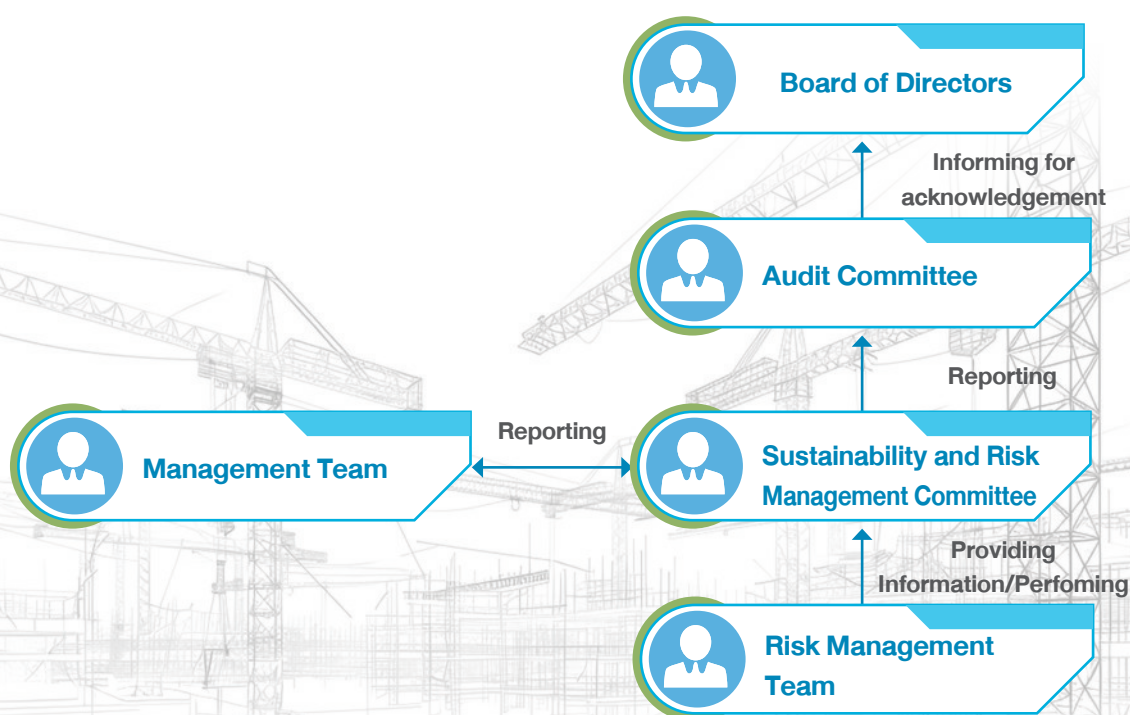 Board of Directors
Informing for
acknowledgement
Audit Committee
Reporting
Management Team
Reporting
Sustainability and Risk
Management Committee
Providing
Information/Perfoming
Risk Management
Team